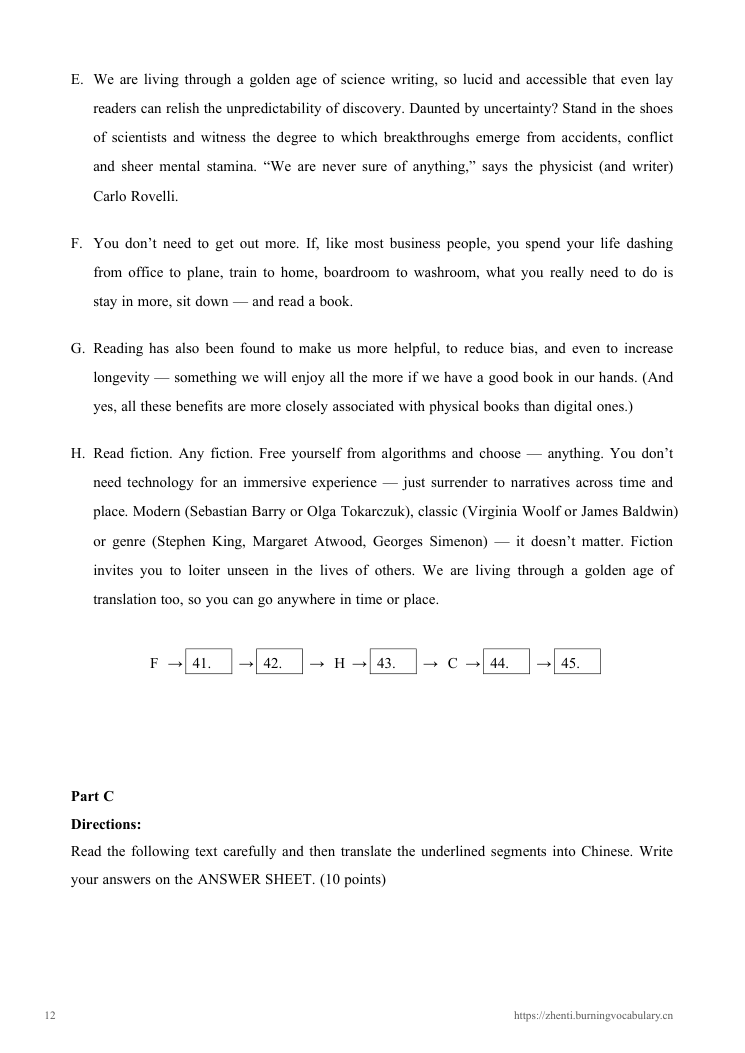 E. We are living through a golden age of science writing, so lucid and accessible that even lay
readers can relish the unpredictability of discovery. Daunted by uncertainty? Stand in the shoes
of scientists and witness the degree to which breakthroughs emerge from accidents, conflict
and sheer mental stamina. “We are never sure of anything,” says the physicist (and writer)
Carlo Rovelli.
F. You don’t need to get out more. If, like most business people, you spend your life dashing
from office to plane, train to home, boardroom to washroom, what you really need to do is
stay in more, sit down — and read a book.
G. Reading has also been found to make us more helpful, to reduce bias, and even to increase
longevity — something we will enjoy all the more if we have a good book in our hands. (And
yes, all these benefits are more closely associated with physical books than digital ones.)
H. Read fiction. Any fiction. Free yourself from algorithms and choose — anything. You don’t
need technology for an immersive experience — just surrender to narratives across time and
place. Modern (Sebastian Barry or Olga Tokarczuk), classic (Virginia Woolf or James Baldwin)
or genre (Stephen King, Margaret Atwood, Georges Simenon) — it doesn’t matter. Fiction
invites you to loiter unseen in the lives of others. We are living through a golden age of
translation too, so you can go anywhere in time or place.
F → 41. → 42. → H → 43. → C → 44. → 45.
Part C
Directions:
Read the following text carefully and then translate the underlined segments into Chinese. Write
your answers on the ANSWER SHEET. (10 points)
12 https://zhenti.burningvocabulary.cn